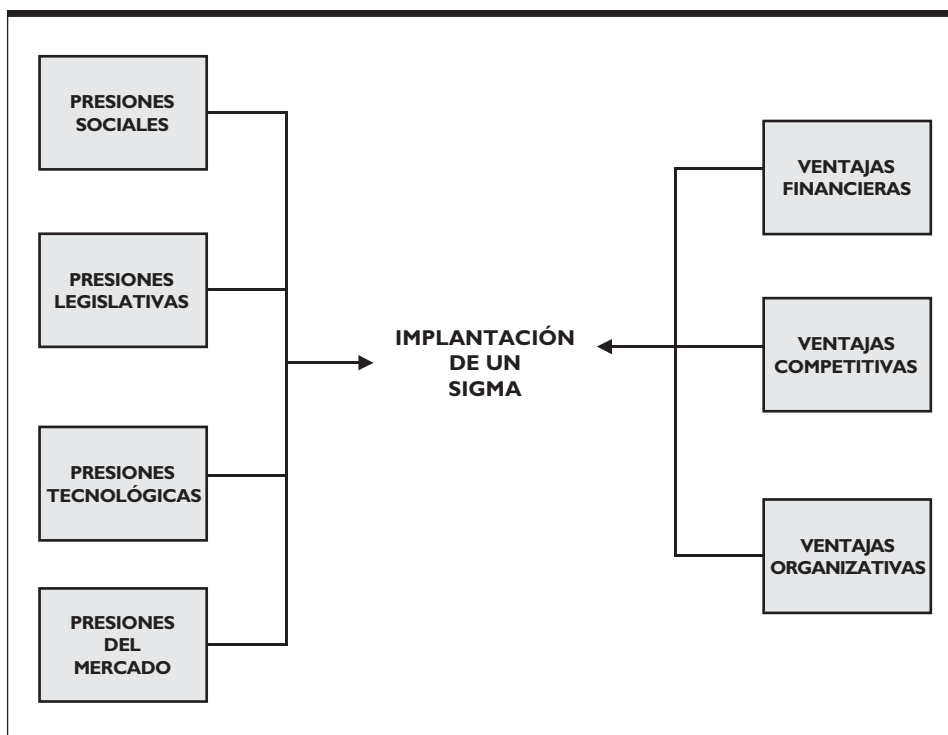 PRESIONES
SOCIALES
PRESIONES
LEGISLATIVAS
PRESIONES
TECNOLÓGICAS
PRESIONES
DEL
MERCADO
IMPLANTACIÓN
DE UN
SIGMA
VENTAJAS
FINANCIERAS
VENTAJAS
COMPETITIVAS
VENTAJAS
ORGANIZATIVAS